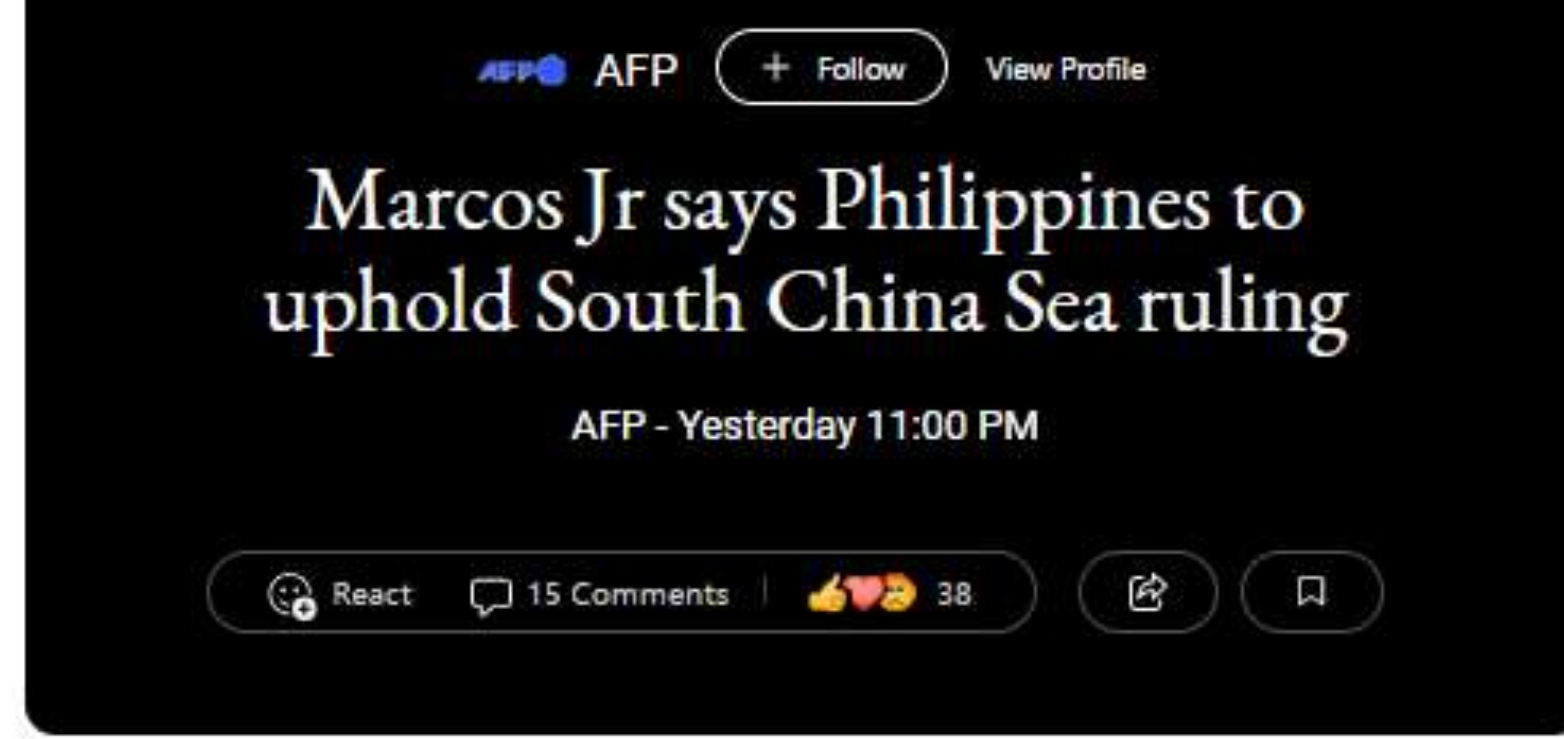 AFP AFP + Follow View Profile
Marcos Jr says Philippines to
uphold South China Sea ruling
AFP - Yesterday 11:00 PM
React 15 Comments 38